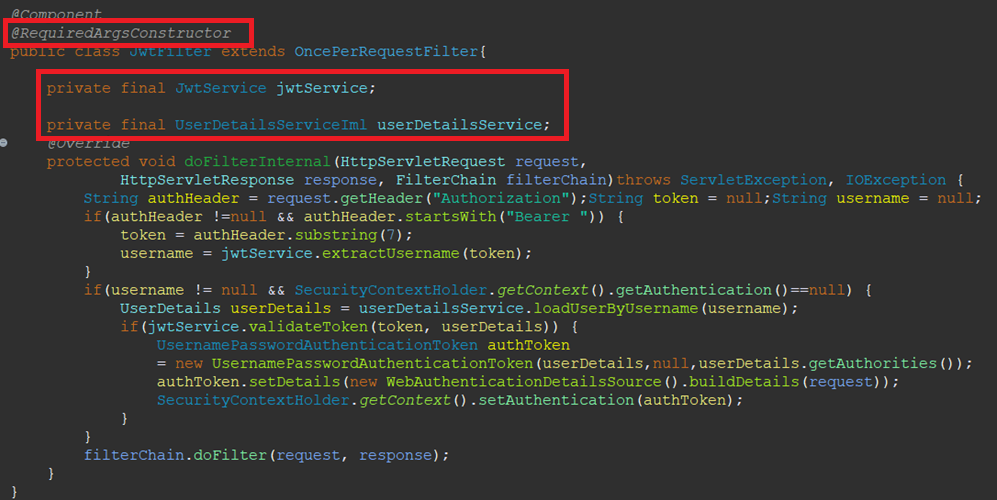 @Component
@RequiredArgsConstructor
public class JwtFilter extends OncePerRequestFilter{
private final JwtService jwtService;
private final UserDetailsServiceIml userDetailsService;
@Override
protected void doFilterInternal(HttpServletRequest request,
HttpServletResponse response, FilterChain filterChain)throws ServletException, IOException {
String authHeader = request.getHeader("Authorization");String token = null;String username = null;
if(authHeader !=null && authHeader.startsWith("Bearer ")) {
token = authHeader.substring(7);
username = jwtService.extractUsername(token);
}
if(username != null && SecurityContextHolder.getContext().getAuthentication()==null) {
UserDetails userDetails = userDetailsService.loadUserByUsername(username);
if(jwtService.validateToken(token, userDetails)) {
UsernamePasswordAuthenticationToken authToken
= new UsernamePasswordAuthenticationToken(userDetails,null,userDetails.getAuthorities());
authToken.setDetails(new WebAuthenticationDetailsSource().buildDetails(request));
SecurityContextHolder.getContext().setAuthentication(authToken);
}
}
filterChain.doFilter(request, response);
}
}